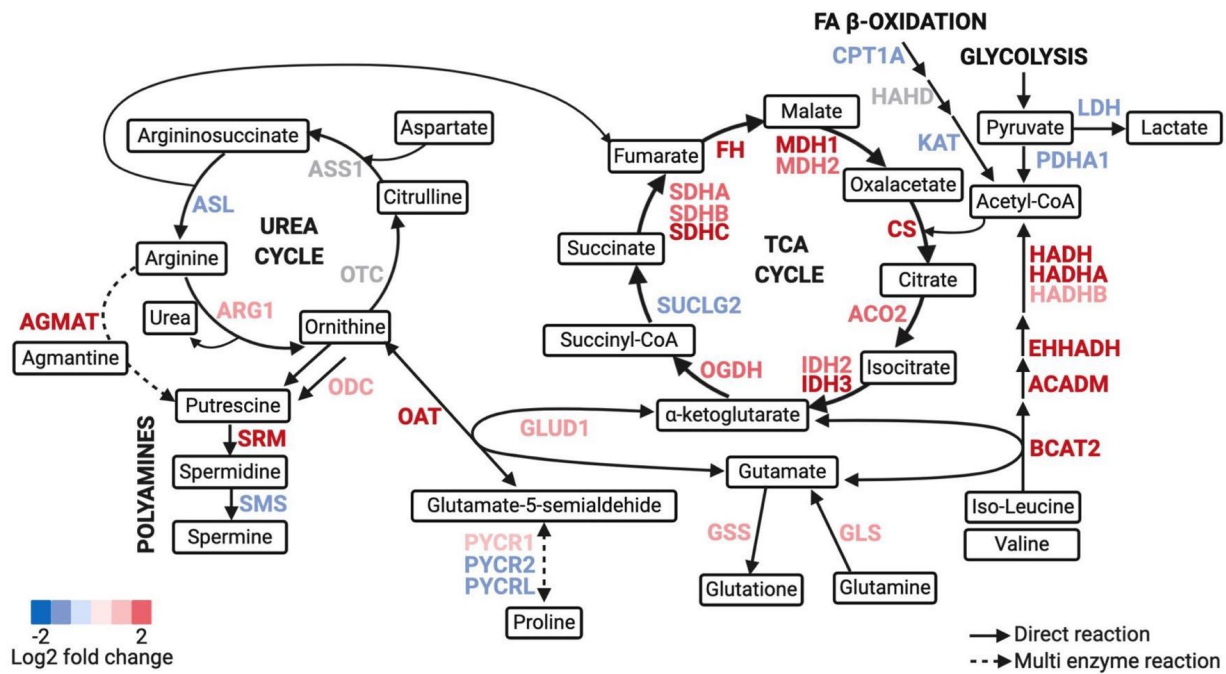 FA β-OXIDATION
CPT1A
GLYCOLYSIS
HAHD
Malate
Pyruvate
LDH
Lactate
Argininosuccinate
Aspartate
ASS1
Fumarate
FH
MDH1
MDH2
KAT
PDHA1
Oxalacetate
Acetyl-CoA
Citrulline
ASL
UREA
CYCLE
SDHA
SDHB
SDHC
CS
Succinate
TCA
CYCLE
Arginine
OTC
Citrate
HADH
HADHA
HADHB
SUCLG2
ACO2
AGMAT
Urea
ARG1
Ornithine
Succinyl-CoA
EHHADH
Agmantine
OGDH
IDH2
IDH3
Isocitrate
ACADM
ODC
Putrescine
OAT
GLUD1
α-ketoglutarate
POLYAMINES
SRM
BCAT2
Spermidine
Gutamate
SMS
Glutamate-5-semialdehyde
Iso-Leucine
Spermine
PYCR1
PYCR2
PYCRL
GSS
GLS
Valine
Glutatione
Glutamine
Proline
-2
2
Log2 fold change
Direct reaction
Multi enzyme reaction